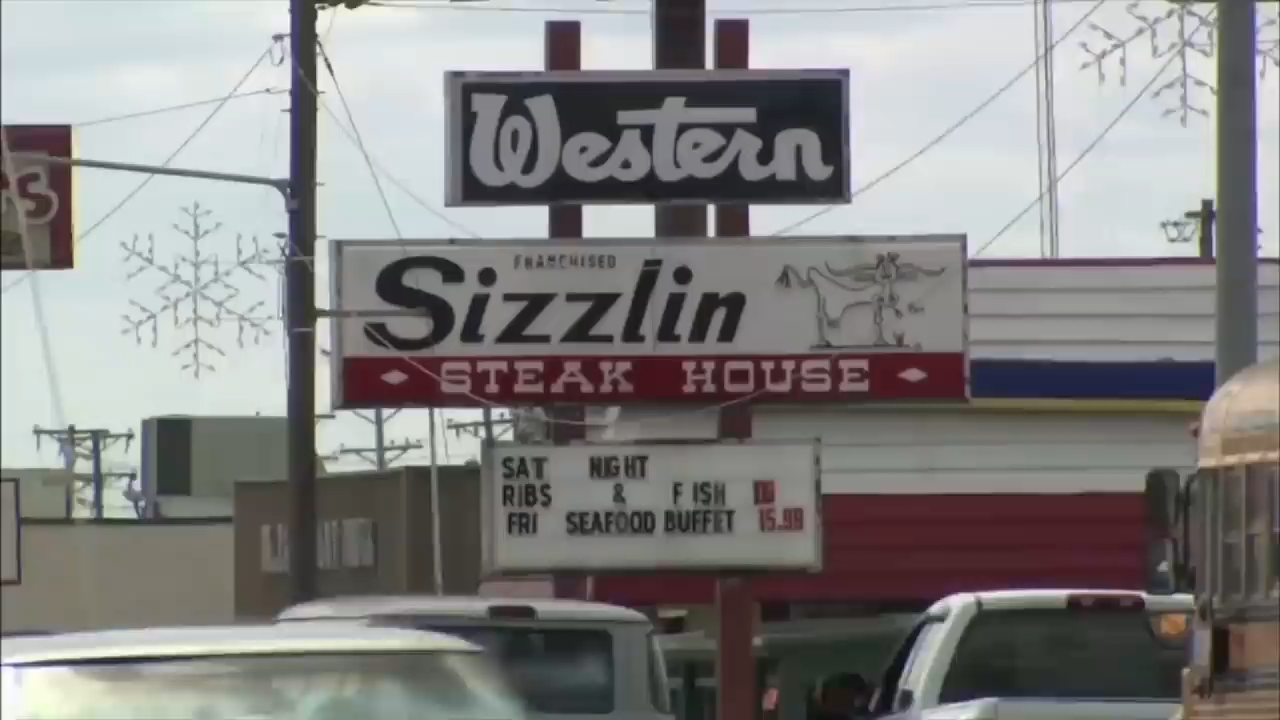 Western
FRANCHISED
Sizzlin
STEAK HOUSE
SAT NIGHT
RIBS & FISH
FRI SEAFOOD BUFFET 15.99